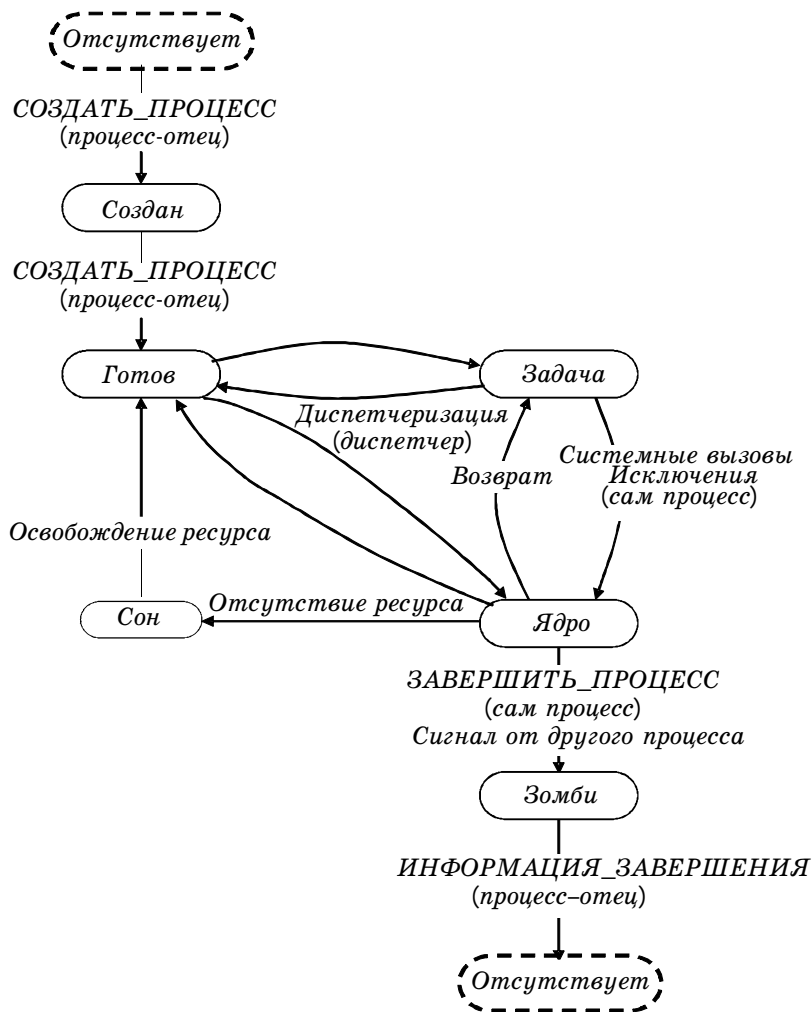 Отсутствует
СОЗДАТЬ_ПРОЦЕСС
(процесс-отец)
Создан
СОЗДАТЬ_ПРОЦЕСС
(процесс-отец)
Готов
Задача
Диспетчеризация
(диспетчер)
Возврат
Системные вызовы
Исключения
(сам процесс)
Освобождение ресурса
Сон
Отсутствие ресурса
Ядро
ЗАВЕРШИТЬ_ПРОЦЕСС
(сам процесс)
Сигнал от другого процесса
Зомби
ИНФОРМАЦИЯ_ЗАВЕРШЕНИЯ
(процесс–отец)
Отсутствует